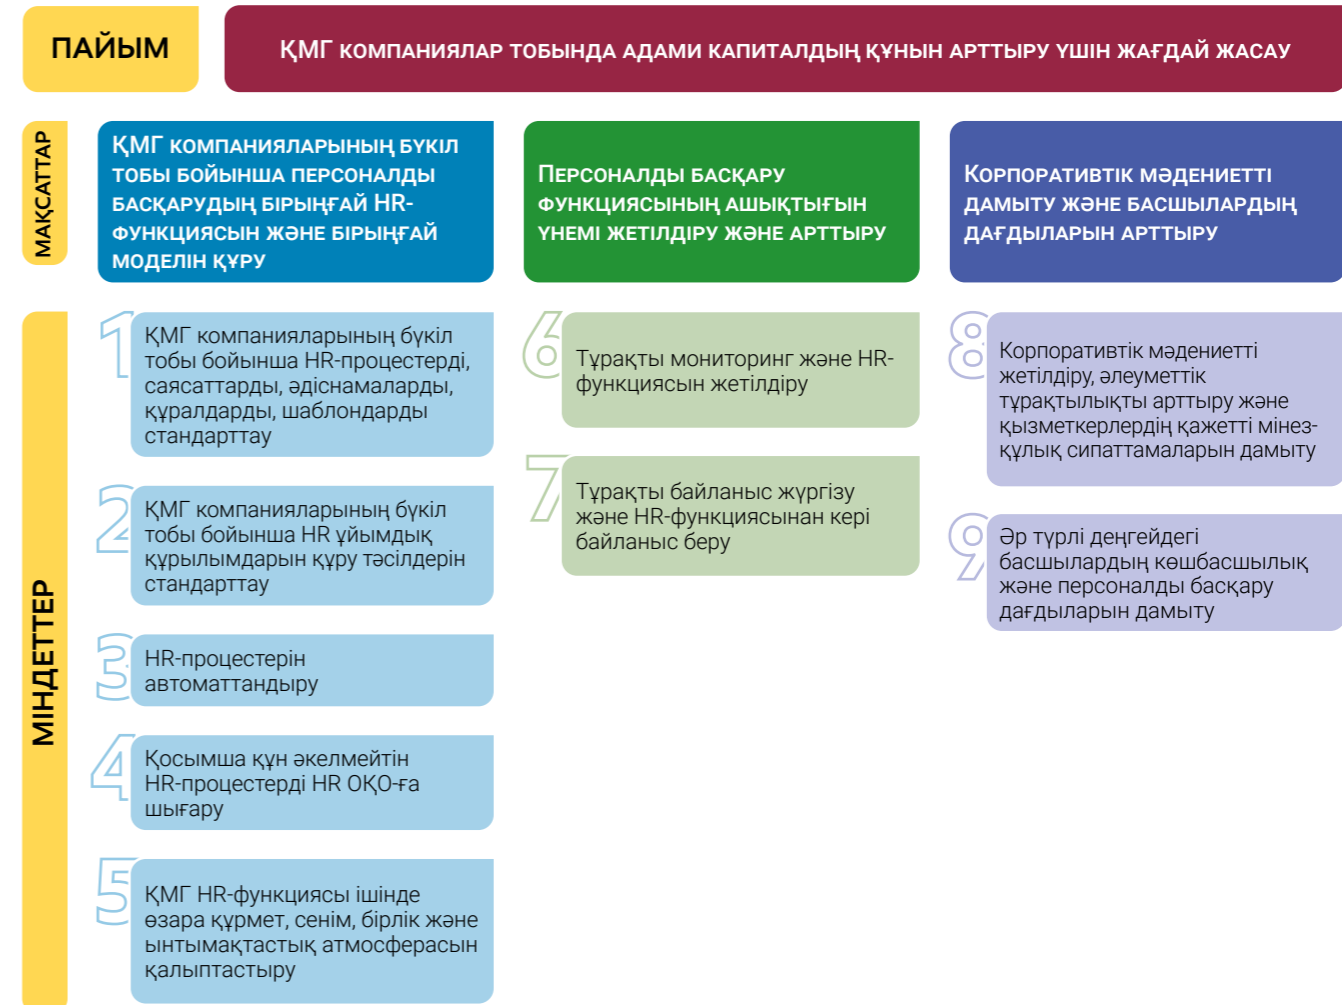 ПАЙЫМ
ҚМГ КОМПАНИЯЛАР ТОБЫНДА АДАМИ КАПИТАЛДЫҢ ҚҰНЫН АРТТЫРУ ҮШІН ЖАҒДАЙ ЖАСАУ
МАҚСАТТАР
ҚМГ КОМПАНИЯЛАРЫНЫҢ БҮКІЛ
ТОБЫ БОЙЫНША ПЕРСОНАЛДЫ
БАСҚАРУДЫҢ БІРЫҢҒАЙ HR-
ФУНКЦИЯСЫН ЖӘНЕ БІРЫҢҒАЙ
МОДЕЛІН ҚҰРУ
ПЕРСОНАЛДЫ БАСҚАРУ
ФУНКЦИЯСЫНЫҢ АШЫҚТЫҒЫН
ҮНЕМІ ЖЕТІЛДІРУ ЖӘНЕ АРТТЫРУ
КОРПОРАТИВТІК МӘДЕНИЕТТІ
ДАМЫТУ ЖӘНЕ БАСШЫЛАРДЫҢ
ДАҒДЫЛАРЫН АРТТЫРУ
МІНДЕТТЕР
1
ҚМГ компанияларының бүкіл
тобы бойынша HR-процестерді,
саясаттарды, әдіснамаларды,
құралдарды, шаблондарды
стандарттау
2
ҚМГ компанияларының бүкіл
тобы бойынша HR ұйымдық
құрылымдарын құру тәсілдерін
стандарттау
3
HR-процестерін
автоматтандыру
4
Қосымша құн әкелмейтін
HR-процестерді HR ОҚО-ға
шығару
5
ҚМГ HR-функциясы ішінде
өзара құрмет, сенім, бірлік және
ынтымақтастық атмосферасын
қалыптастыру
6
Тұрақты мониторинг және HR-
функциясын жетілдіру
7
Тұрақты байланыс жүргізу
және HR-функциясынан кері
байланыс беру
8
Корпоративтік мәдениетті
жетілдіру, әлеуметтік
тұрақтылықты арттыру және
қызметкерлердің қажетті мінез-
құлық сипаттамаларын дамыту
9
Әр түрлі деңгейдегі
басшылардың көшбасшылық
және персоналды басқару
дағдыларын дамыту